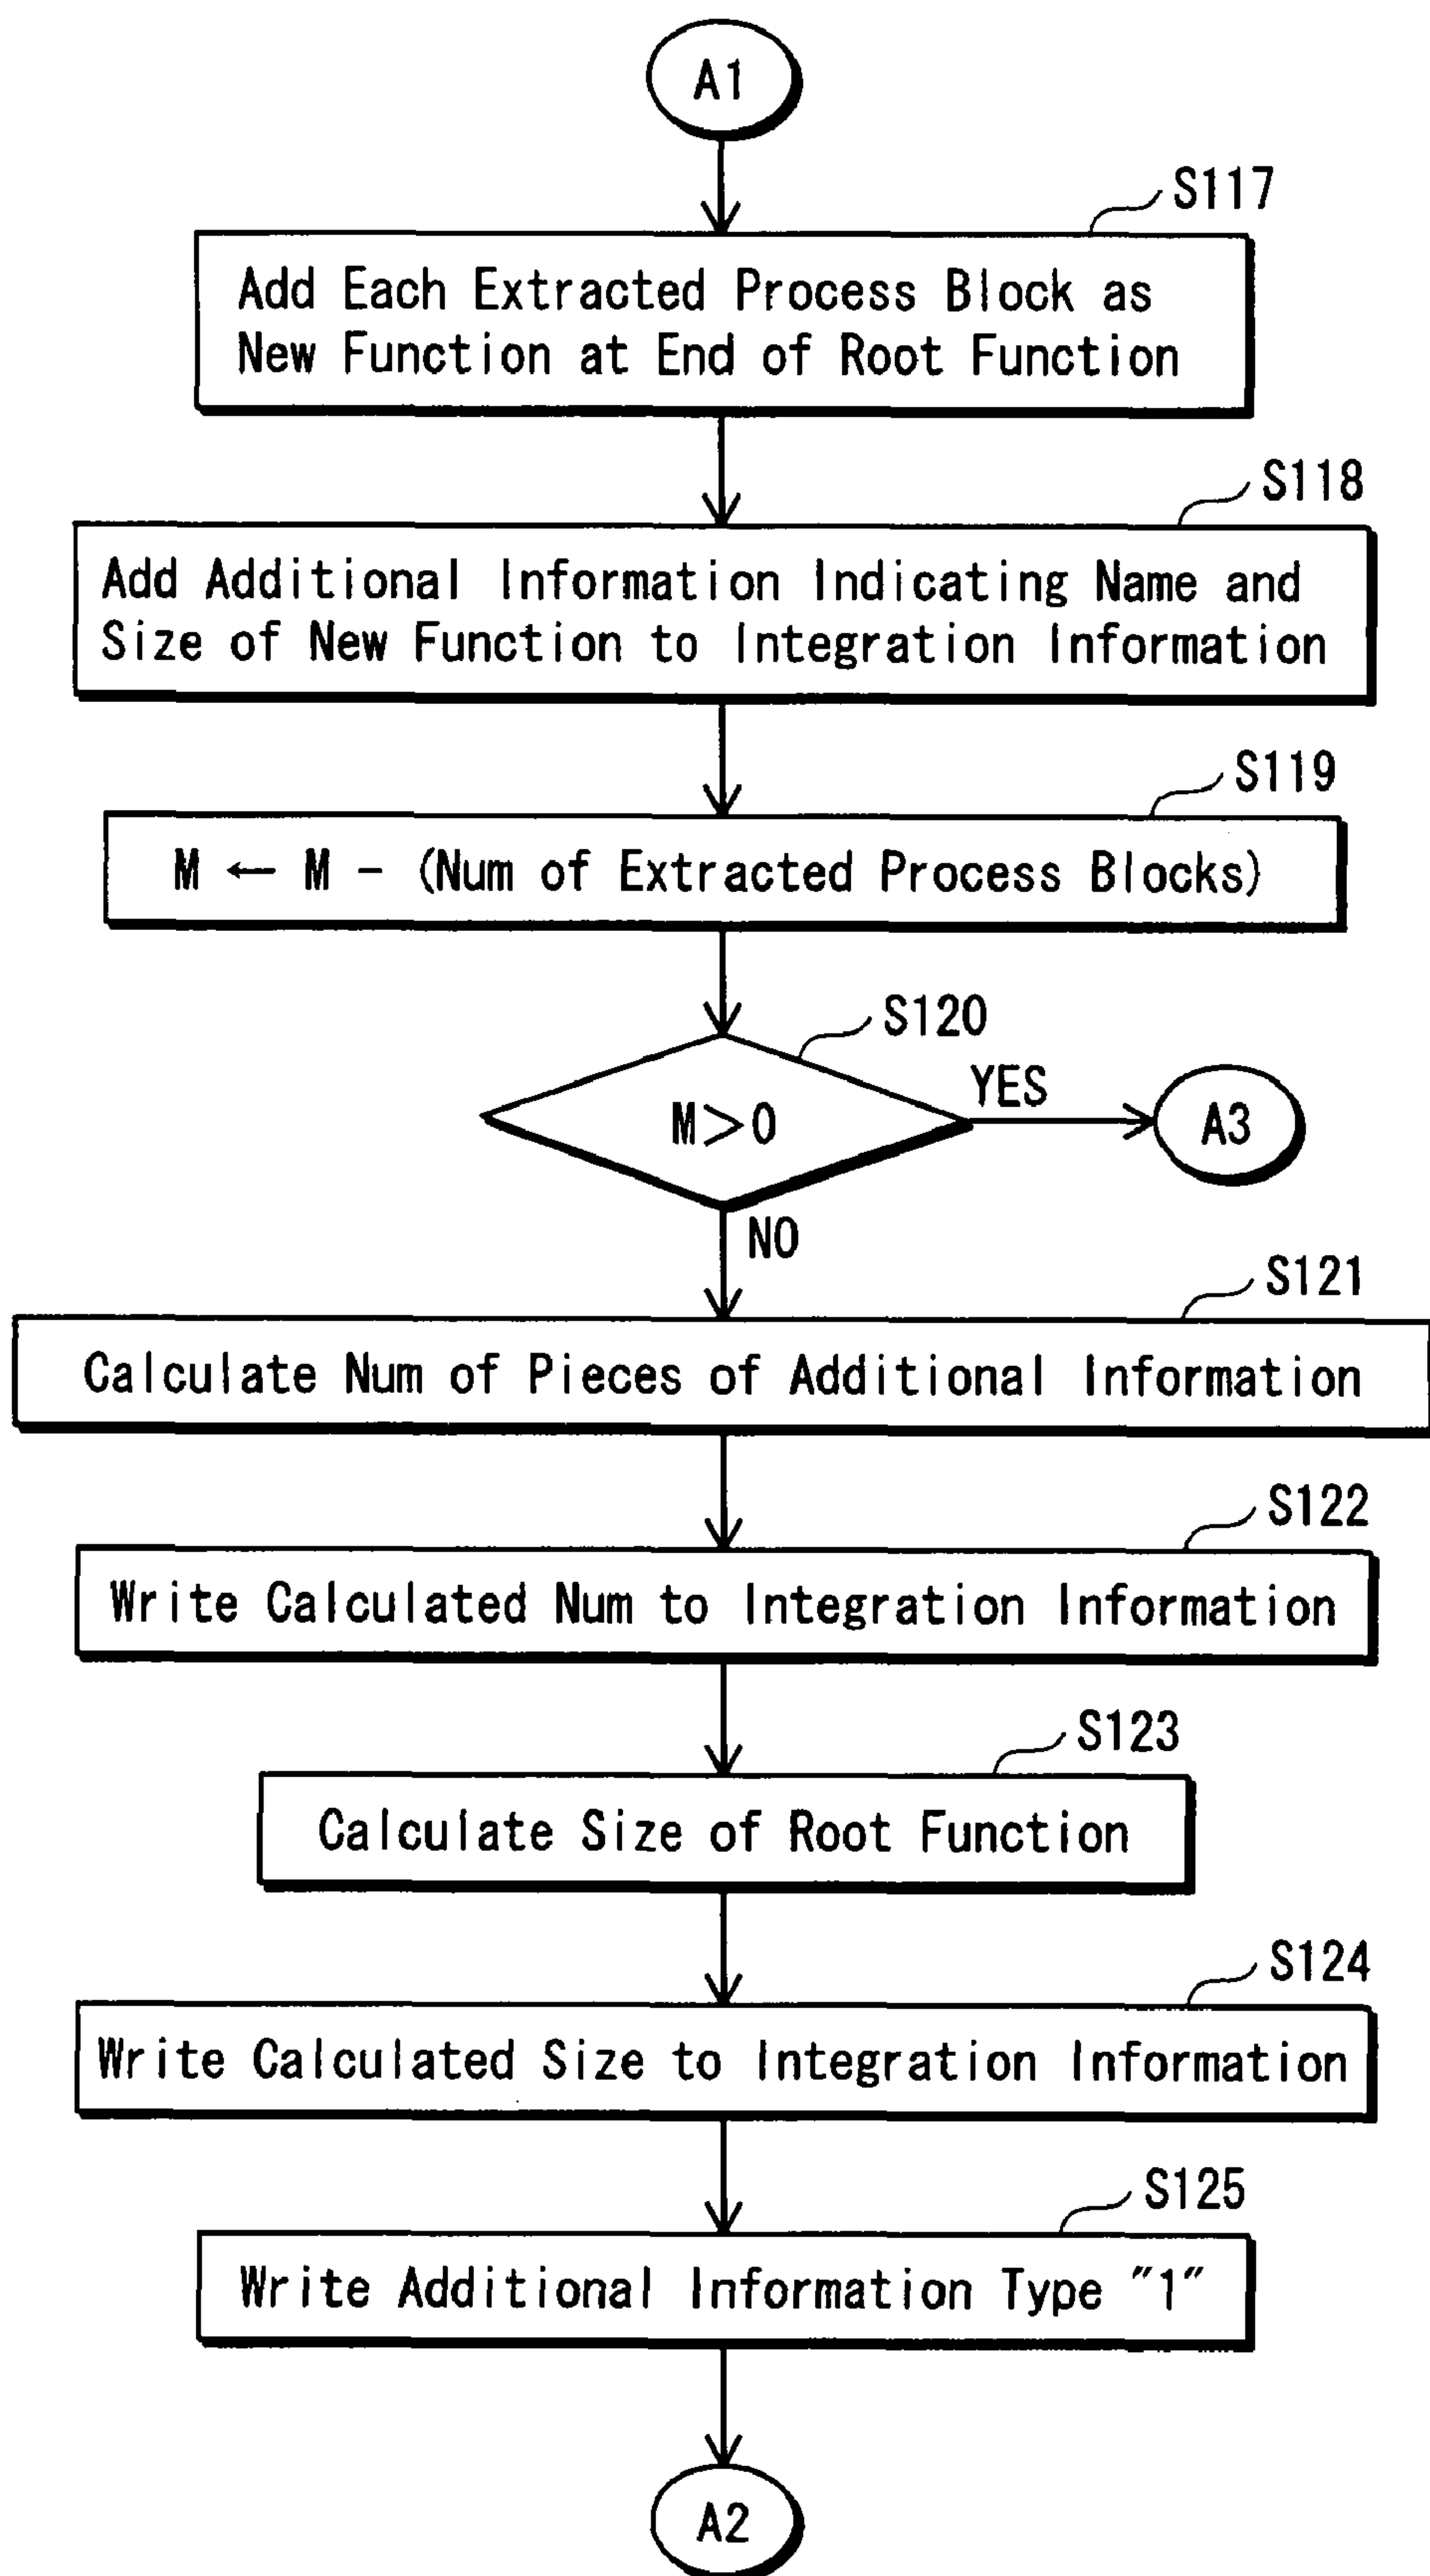 A1
S117
Add Each Extracted Process Block as
New Function at End of Root Function
S118
Add Additional Information Indicating Name and
Size of New Function to Integration Information
S119
M ← M - (Num of Extracted Process Blocks)
S120
M>0
YES
A3
NO
S121
Calculate Num of Pieces of Additional Information
S122
Write Calculated Num to Integration Information
S123
Calculate Size of Root Function
S124
Write Calculated Size to Integration Information
S125
Write Additional Information Type "1"
A2